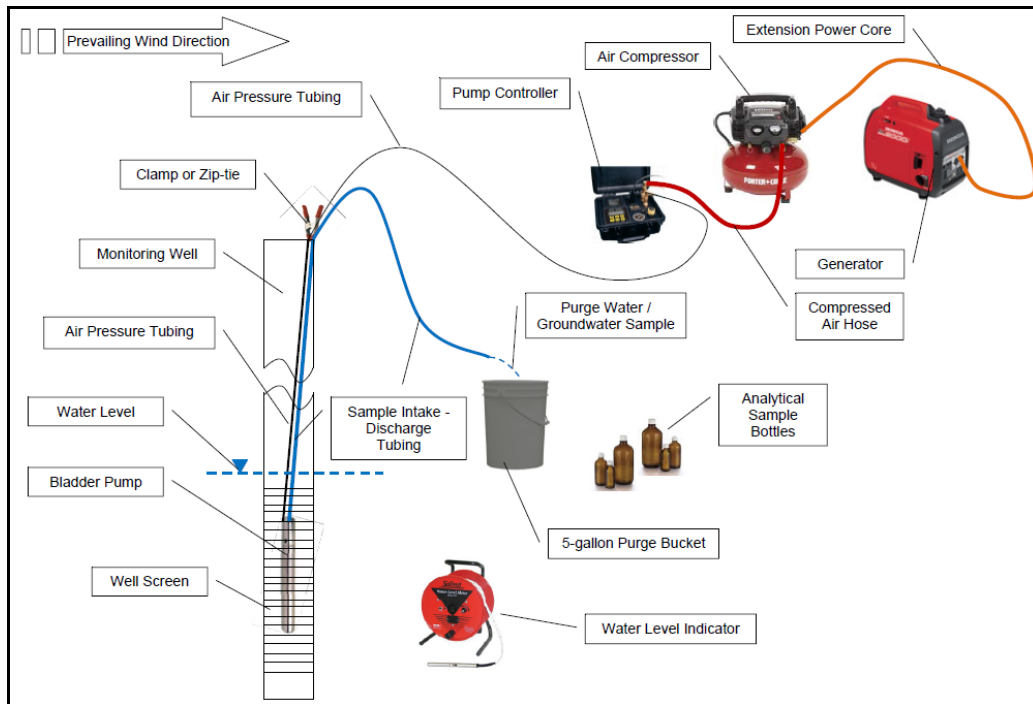 Prevailing Wind Direction
Extension Power Core
Air Compressor
Pump Controller
Air Pressure Tubing
Clamp or Zip-tie
Monitoring Well
Generator
Purge Water /
Groundwater Sample
Compressed
Air Hose
Air Pressure Tubing
Water Level
Sample Intake -
Discharge
Tubing
Analytical
Sample
Bottles
Bladder Pump
5-gallon Purge Bucket
Well Screen
Water Level Indicator
PORTER+CABLE